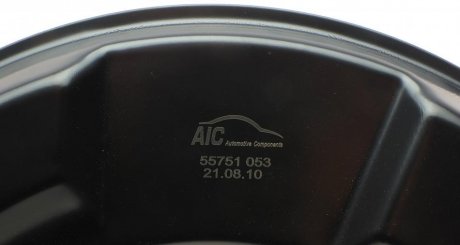 AIC
Automotive Components
55751 053
21.08.10